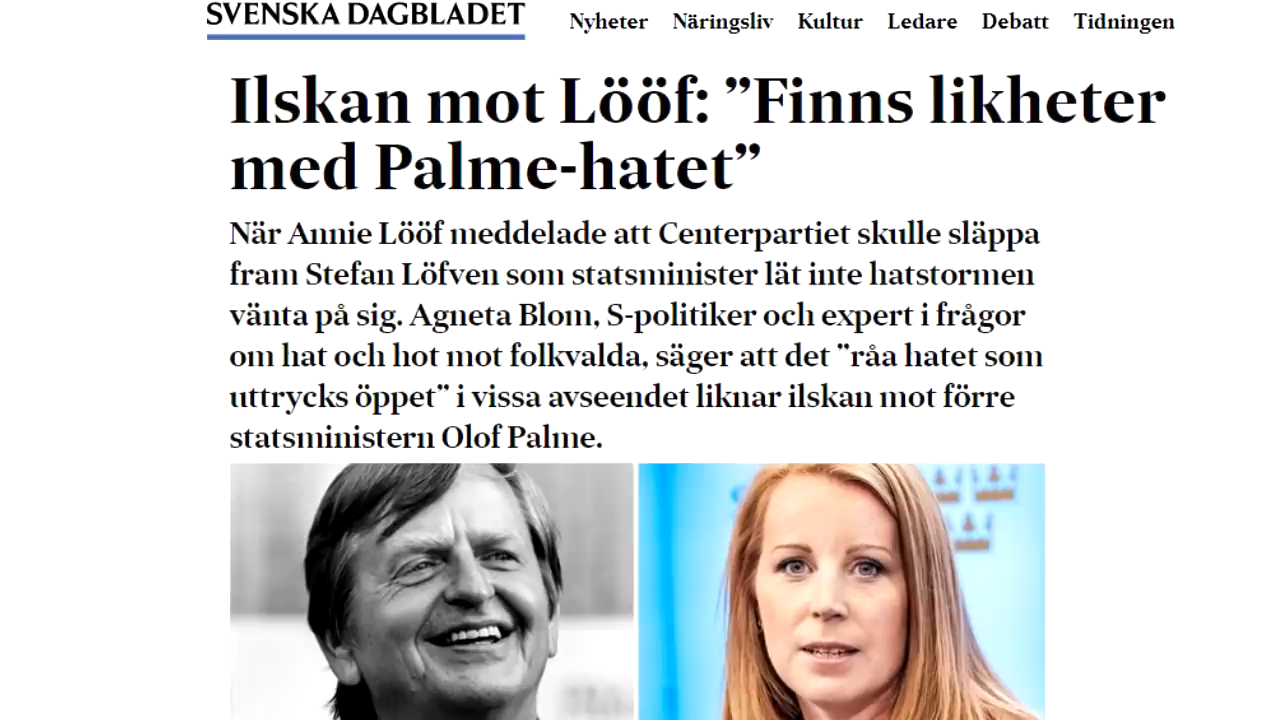 SVENSKA DAGBLADET
Nyheter Näringsliv Kultur Ledare Debatt Tidningen
Ilskan mot Lööf: ”Finns likheter
med Palme-hatet”
När Annie Lööf meddelade att Centerpartiet skulle släppa
fram Stefan Löfven som statsminister lät inte hatstormen
vänta på sig. Agneta Blom, S-politiker och expert i frågor
om hat och hot mot folkvalda, säger att det ”råa hatet som
uttrycks öppet” i vissa avseendet liknar ilskan mot förre
statsministern Olof Palme.